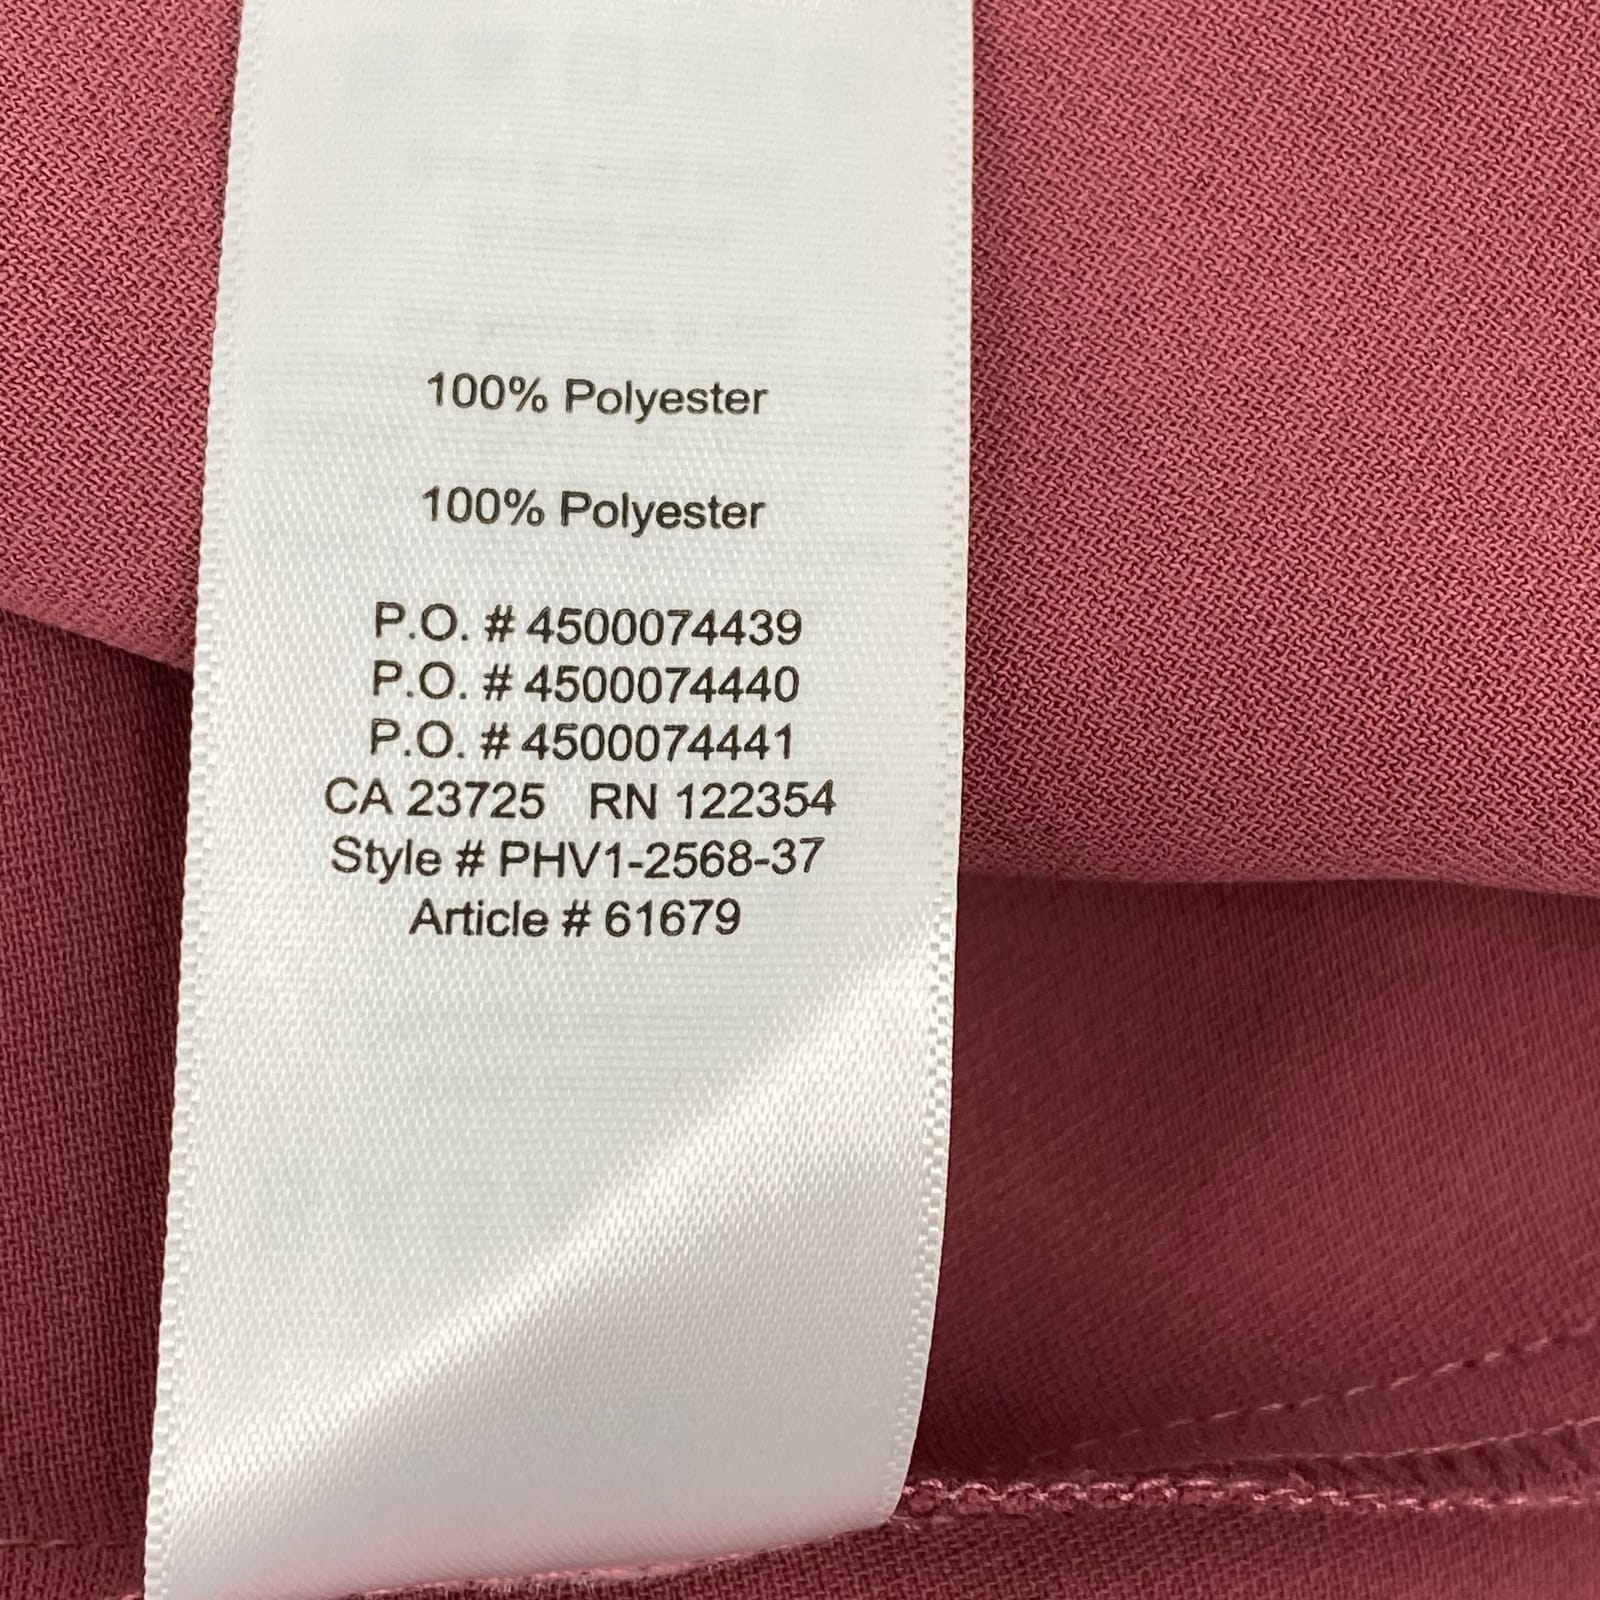 100% Polyester
100% Polyester
P.O. # 4500074439
P.O. # 4500074440
P.O. # 4500074441
CA 23725 RN 122354
Style # PHV1-2568-37
Article # 61679